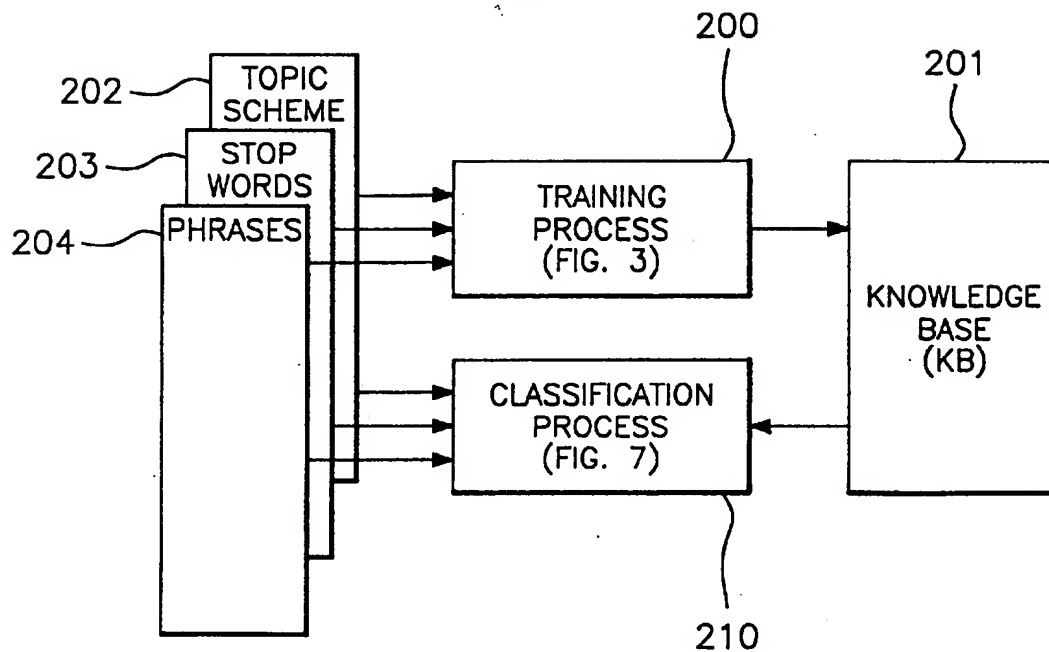 200
201
202
TOPIC
SCHEME
203
STOP
WORDS
204
PHRASES
TRAINING
PROCESS
(FIG. 3)
KNOWLEDGE
BASE
(KB)
CLASSIFICATION
PROCESS
(FIG. 7)
210